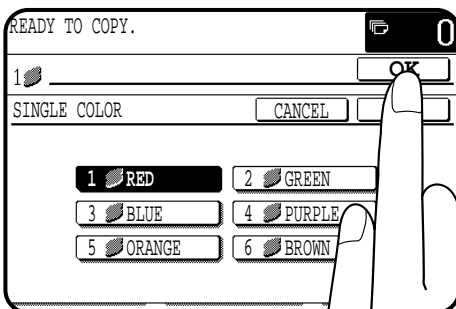 READY TO COPY.
0
1
OK
SINGLE COLOR CANCEL
1 RED 2 GREEN
3 BLUE 4 PURPLE
5 ORANGE 6 BROWN